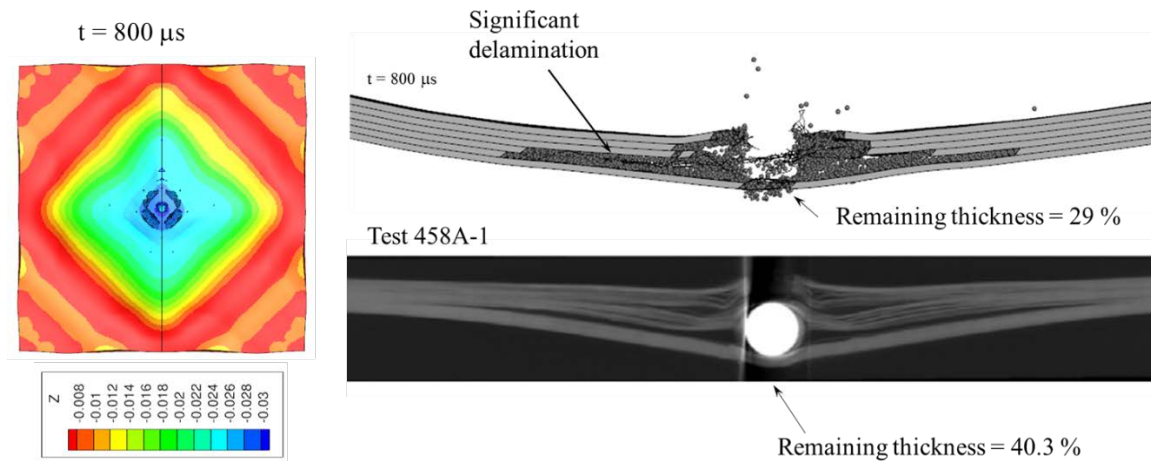 t = 800 μs
Significant
delamination
t = 800 μs
Remaining thickness = 29 %
Test 458A-1
Z
-0.008
-0.01
-0.012
-0.014
-0.016
-0.018
-0.02
-0.022
-0.024
-0.026
-0.028
-0.03
Remaining thickness = 40.3 %